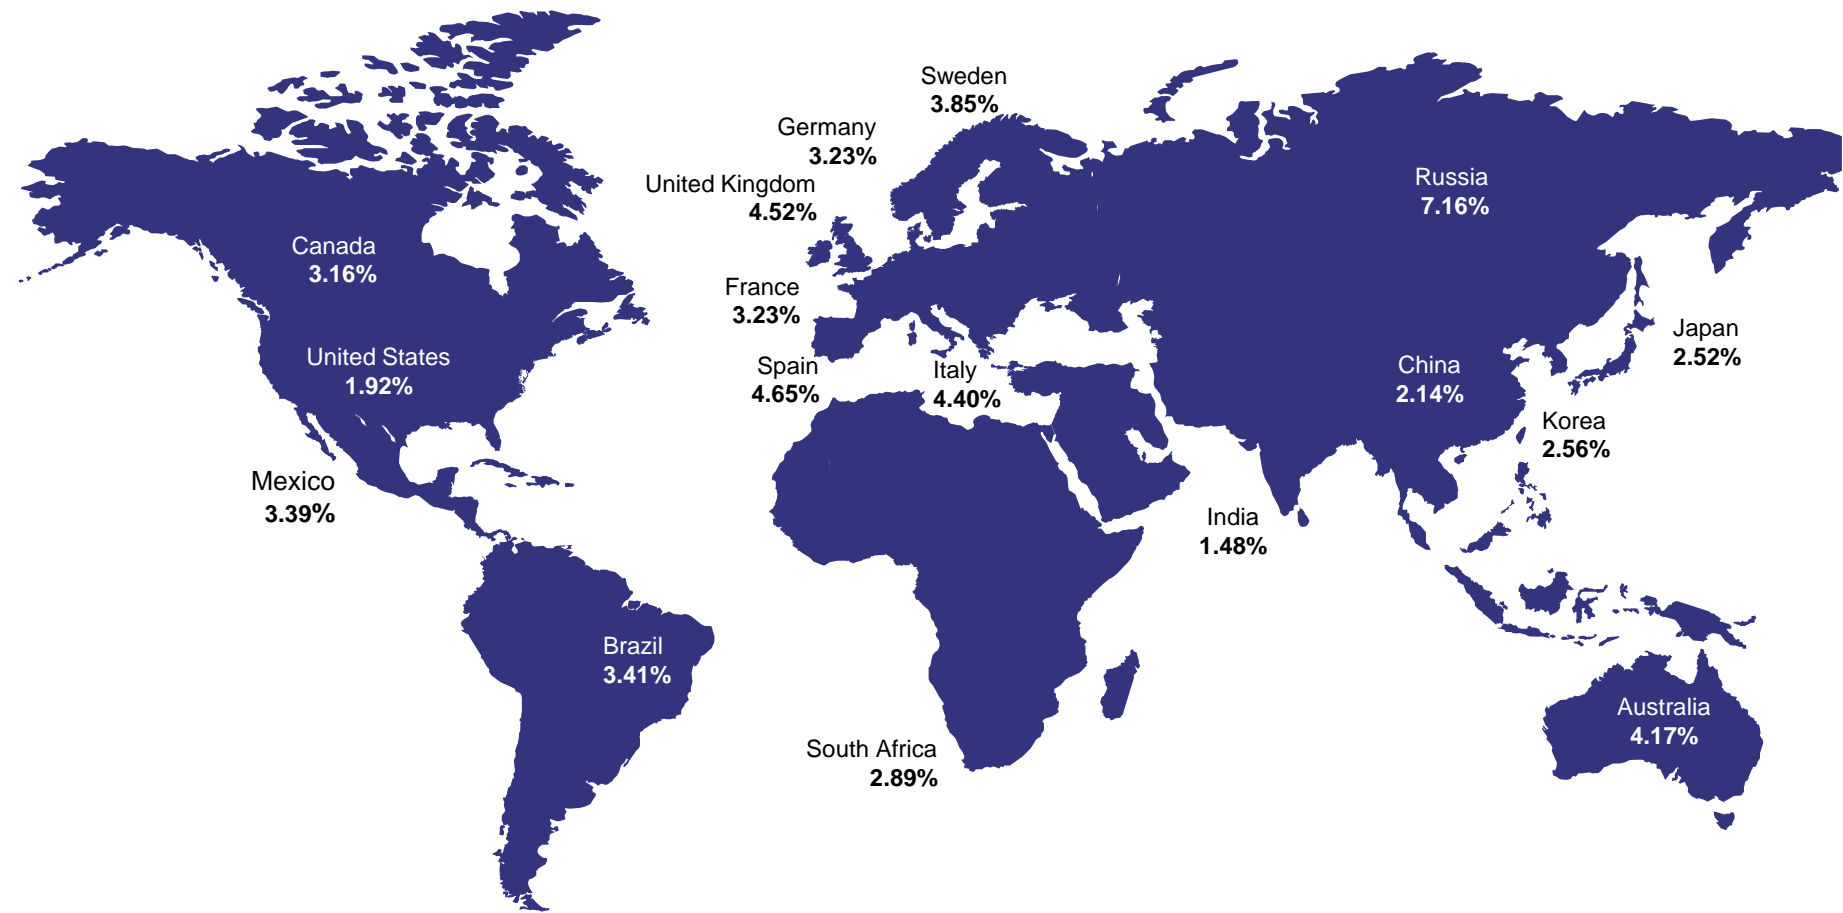 Sweden
3.85%
Germany
3.23%
United Kingdom
4.52%
Russia
7.16%
Canada
3.16%
France
3.23%
Japan
2.52%
United States
1.92%
Spain
4.65%
Italy
4.40%
China
2.14%
Korea
2.56%
Mexico
3.39%
India
1.48%
Brazil
3.41%
Australia
4.17%
South Africa
2.89%